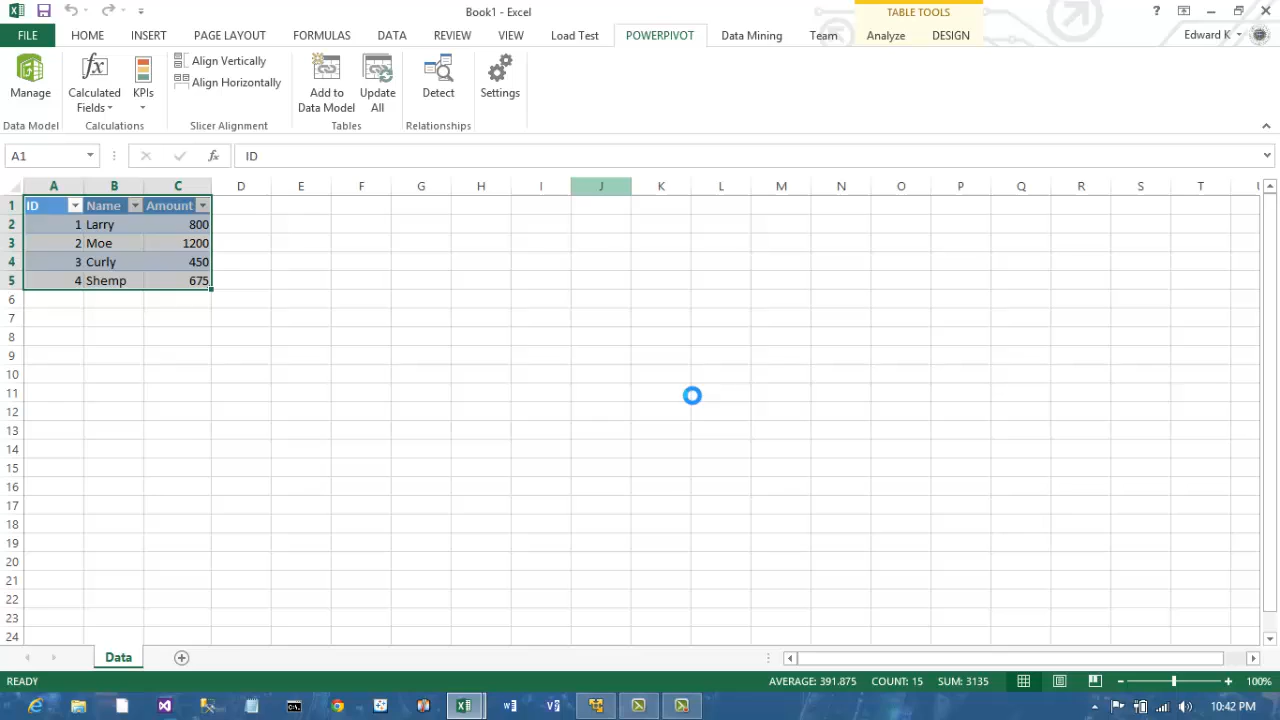 Book1 - Excel
TABLE TOOLS
?
FILE
HOME
INSERT
PAGE LAYOUT
FORMULAS
DATA
REVIEW
VIEW
Load Test
POWERPIVOT
Data Mining
Team
Analyze
DESIGN
Edward K
Manage
Calculated
Fields
KPIs
Align Vertically
Align Horizontally
Add to
Data Model
Update
All
Detect
Settings
Data Model
Calculations
Slicer Alignment
Tables
Relationships
A1
fx
ID
A B C D E F G H I J K L M N O P Q R S T
1 ID Name Amount
2 1 Larry 800
3 2 Moe 1200
4 3 Curly 450
5 4 Shemp 675
6
7
8
9
10
11
12
13
14
15
16
17
18
19
20
21
22
23
24
Data
READY
AVERAGE: 391.875 COUNT: 15 SUM: 3135
100%
10:42 PM